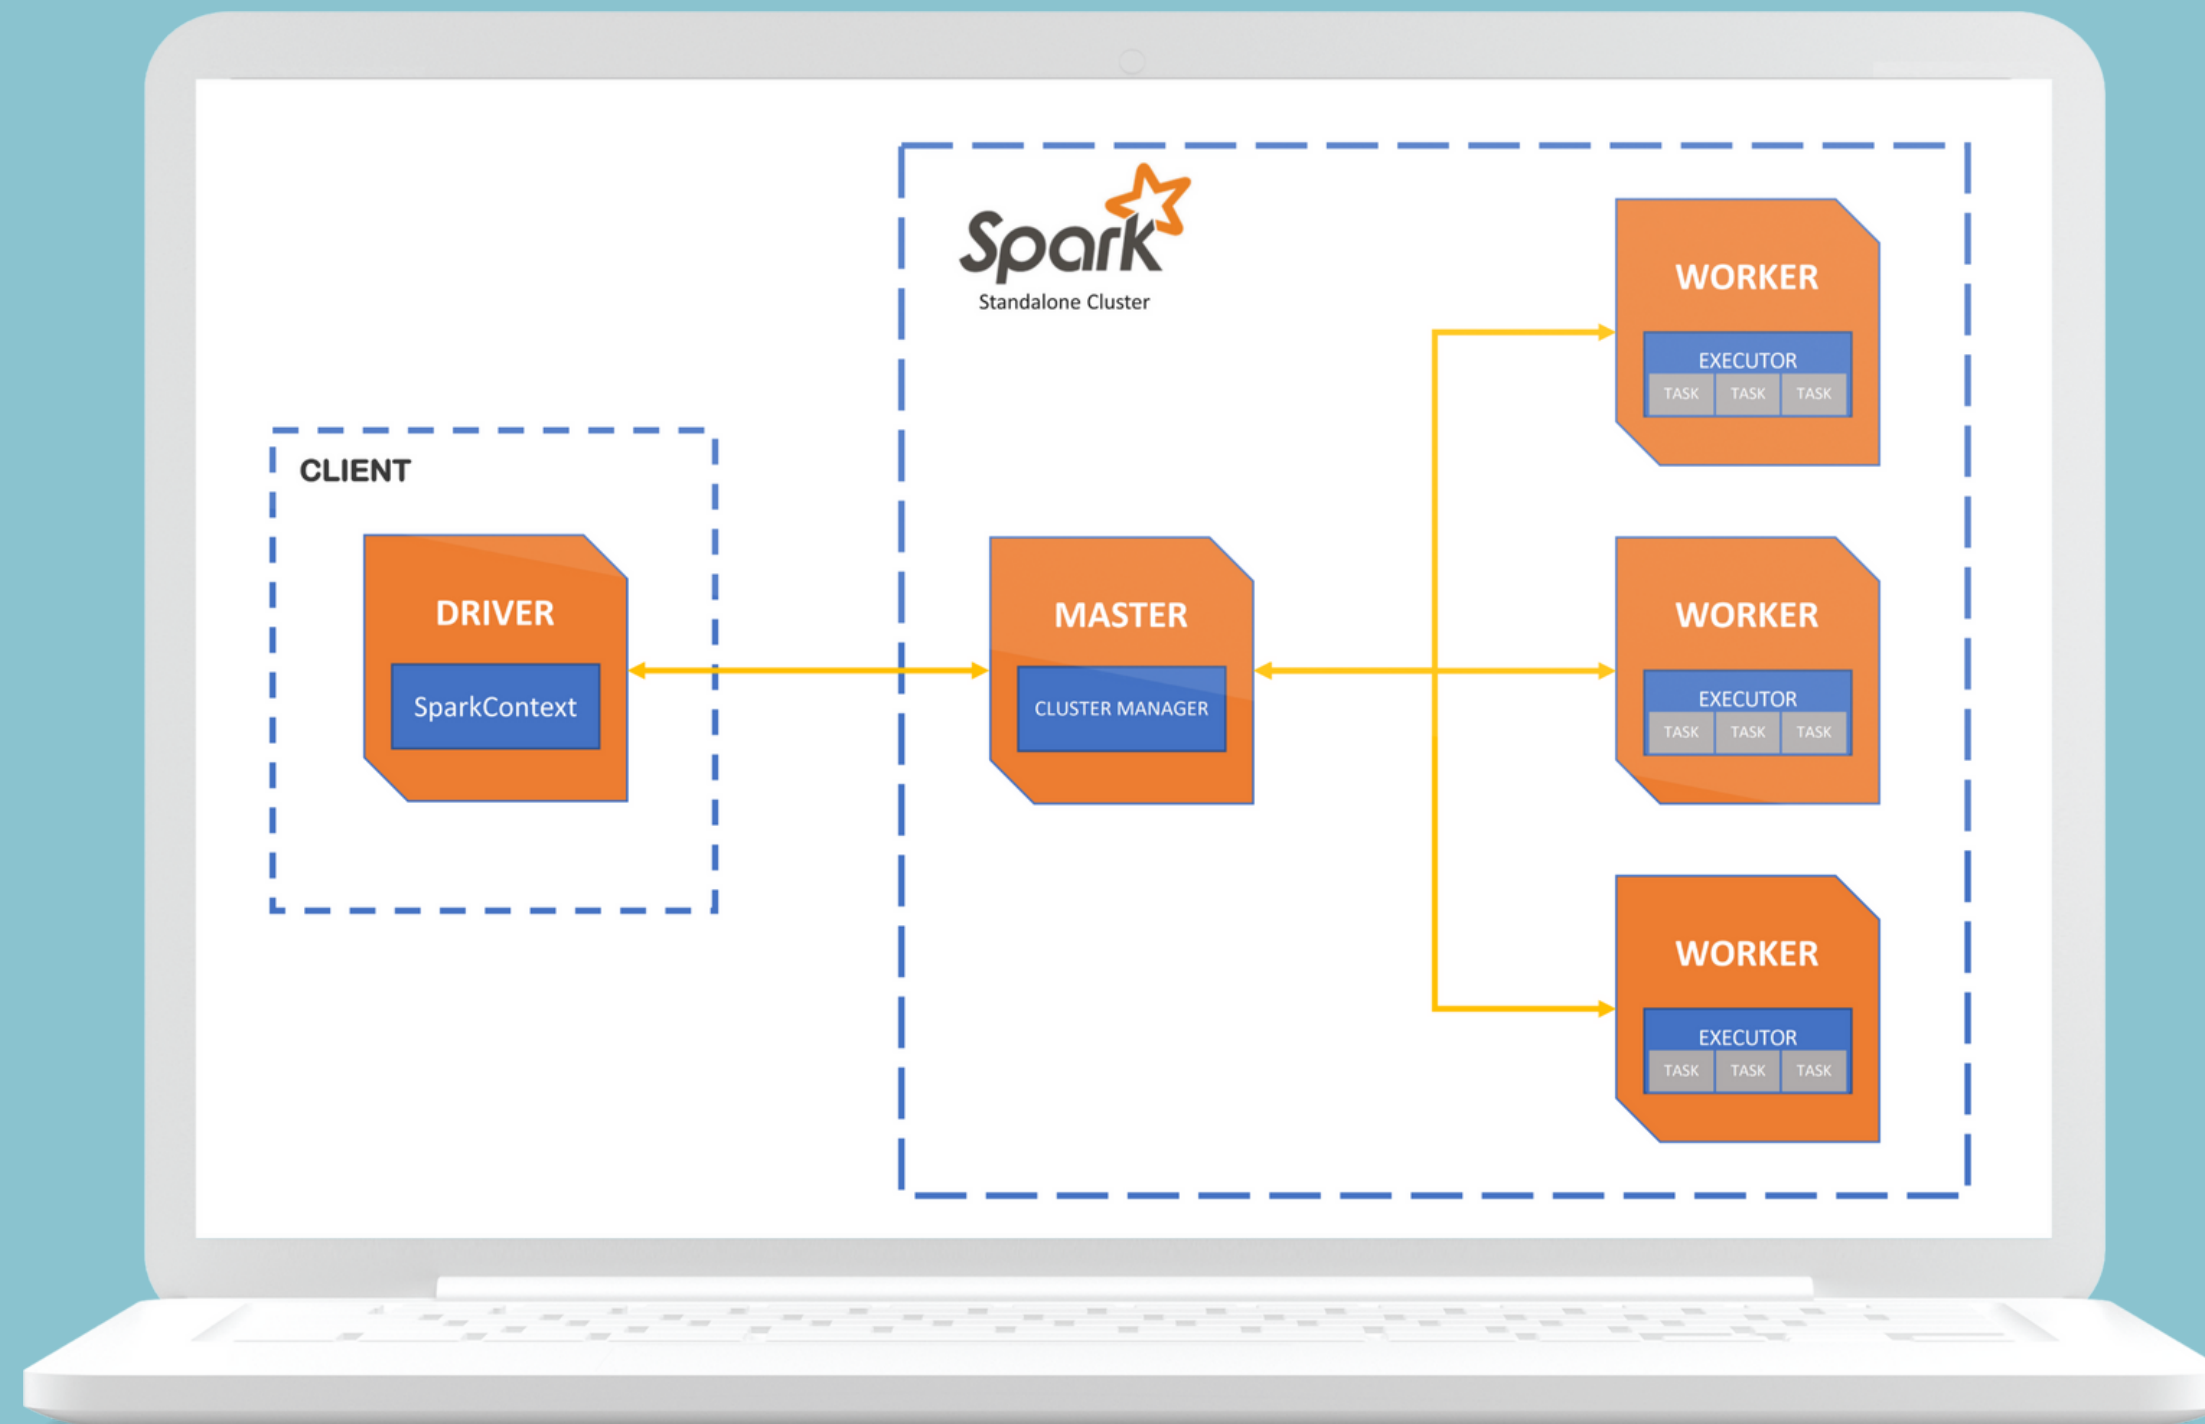 Spark
Standalone Cluster
CLIENT
DRIVER
SparkContext
MASTER
CLUSTER MANAGER
WORKER
EXECUTOR
TASK TASK TASK
WORKER
EXECUTOR
TASK TASK TASK
WORKER
EXECUTOR
TASK TASK TASK